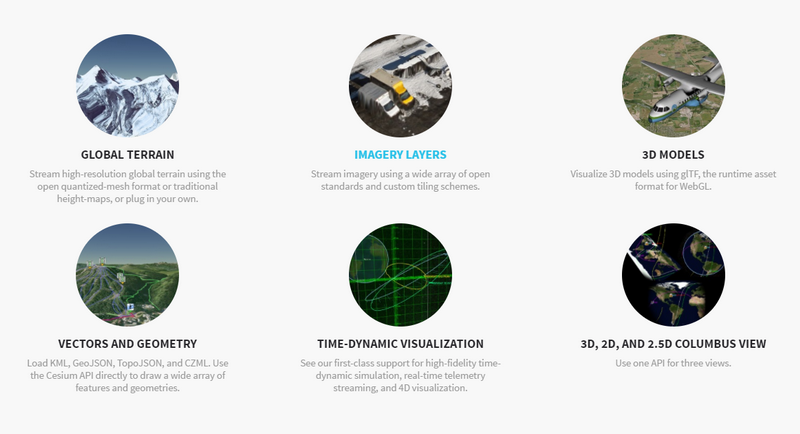 GLOBAL TERRAIN
Stream high-resolution global terrain using the
open quantized-mesh format or traditional
height-maps, or plug in your own.
IMAGERY LAYERS
Stream imagery using a wide array of open
standards and custom tiling schemes.
3D MODELS
Visualize 3D models using glTF, the runtime asset
format for WebGL.
VECTORS AND GEOMETRY
Load KML, GeoJSON, TopoJSON, and CZML. Use
the Cesium API directly to draw a wide array of
features and geometries.
TIME-DYNAMIC VISUALIZATION
See our first-class support for high-fidelity time-
dynamic simulation, real-time telemetry
streaming, and 4D visualization.
3D, 2D, AND 2.5D COLUMBUS VIEW
Use one API for three views.